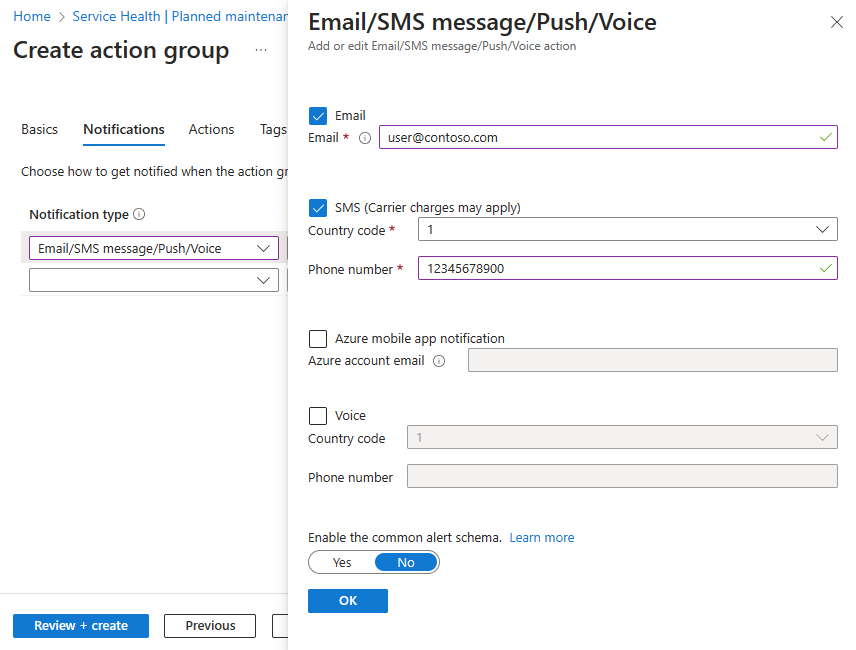 Home > Service Health | Planned maintenan
Create action group ...
Basics Notifications Actions Tags
Choose how to get notified when the action gr
Notification type
Email/SMS message/Push/Voice
Review + create Previous
Email/SMS message/Push/Voice
Add or edit Email/SMS message/Push/Voice action
Email
Email * user@contoso.com
SMS (Carrier charges may apply)
Country code * 1
Phone number * 12345678900
Azure mobile app notification
Azure account email
Voice
Country code 1
Phone number
Enable the common alert schema. Learn more
Yes No
OK